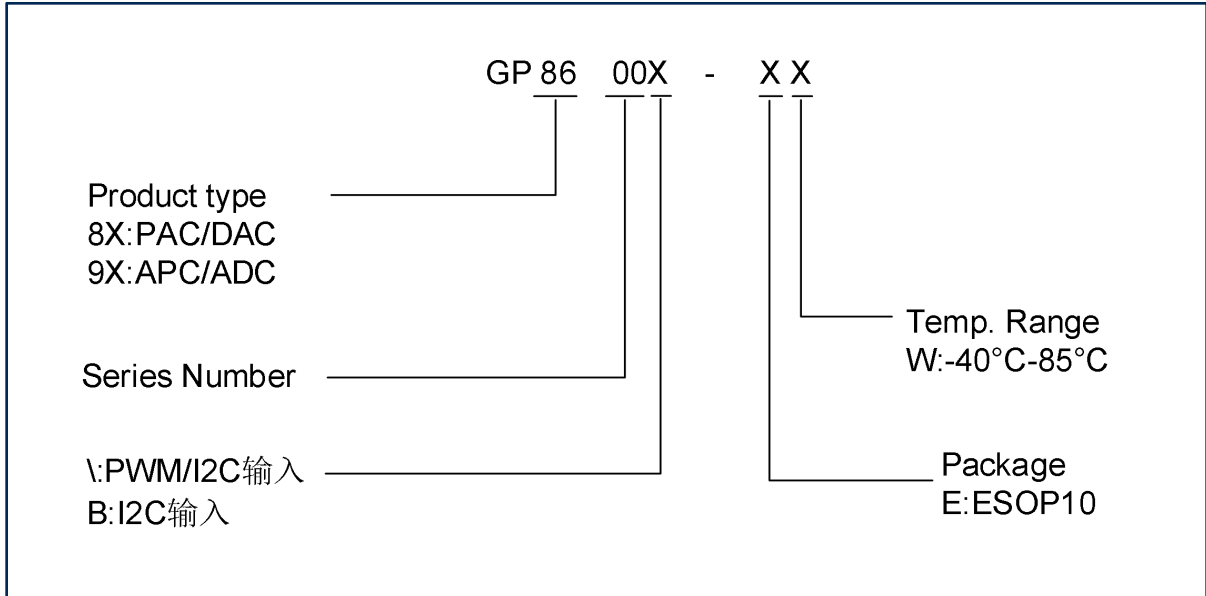 GP 86 00X - X X
Product type
8X:PAC/DAC
9X:APC/ADC
Temp. Range
W:-40°C-85°C
Series Number
\:PWM/I2C输入
B:I2C输入
Package
E:ESOP10